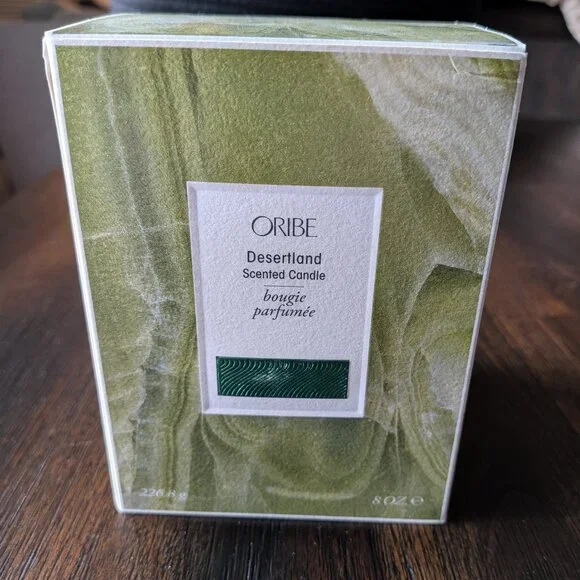 ORIBE
Desertland
Scented Candle
bougie
parfumée
226.8 g
8 OZ. ℮